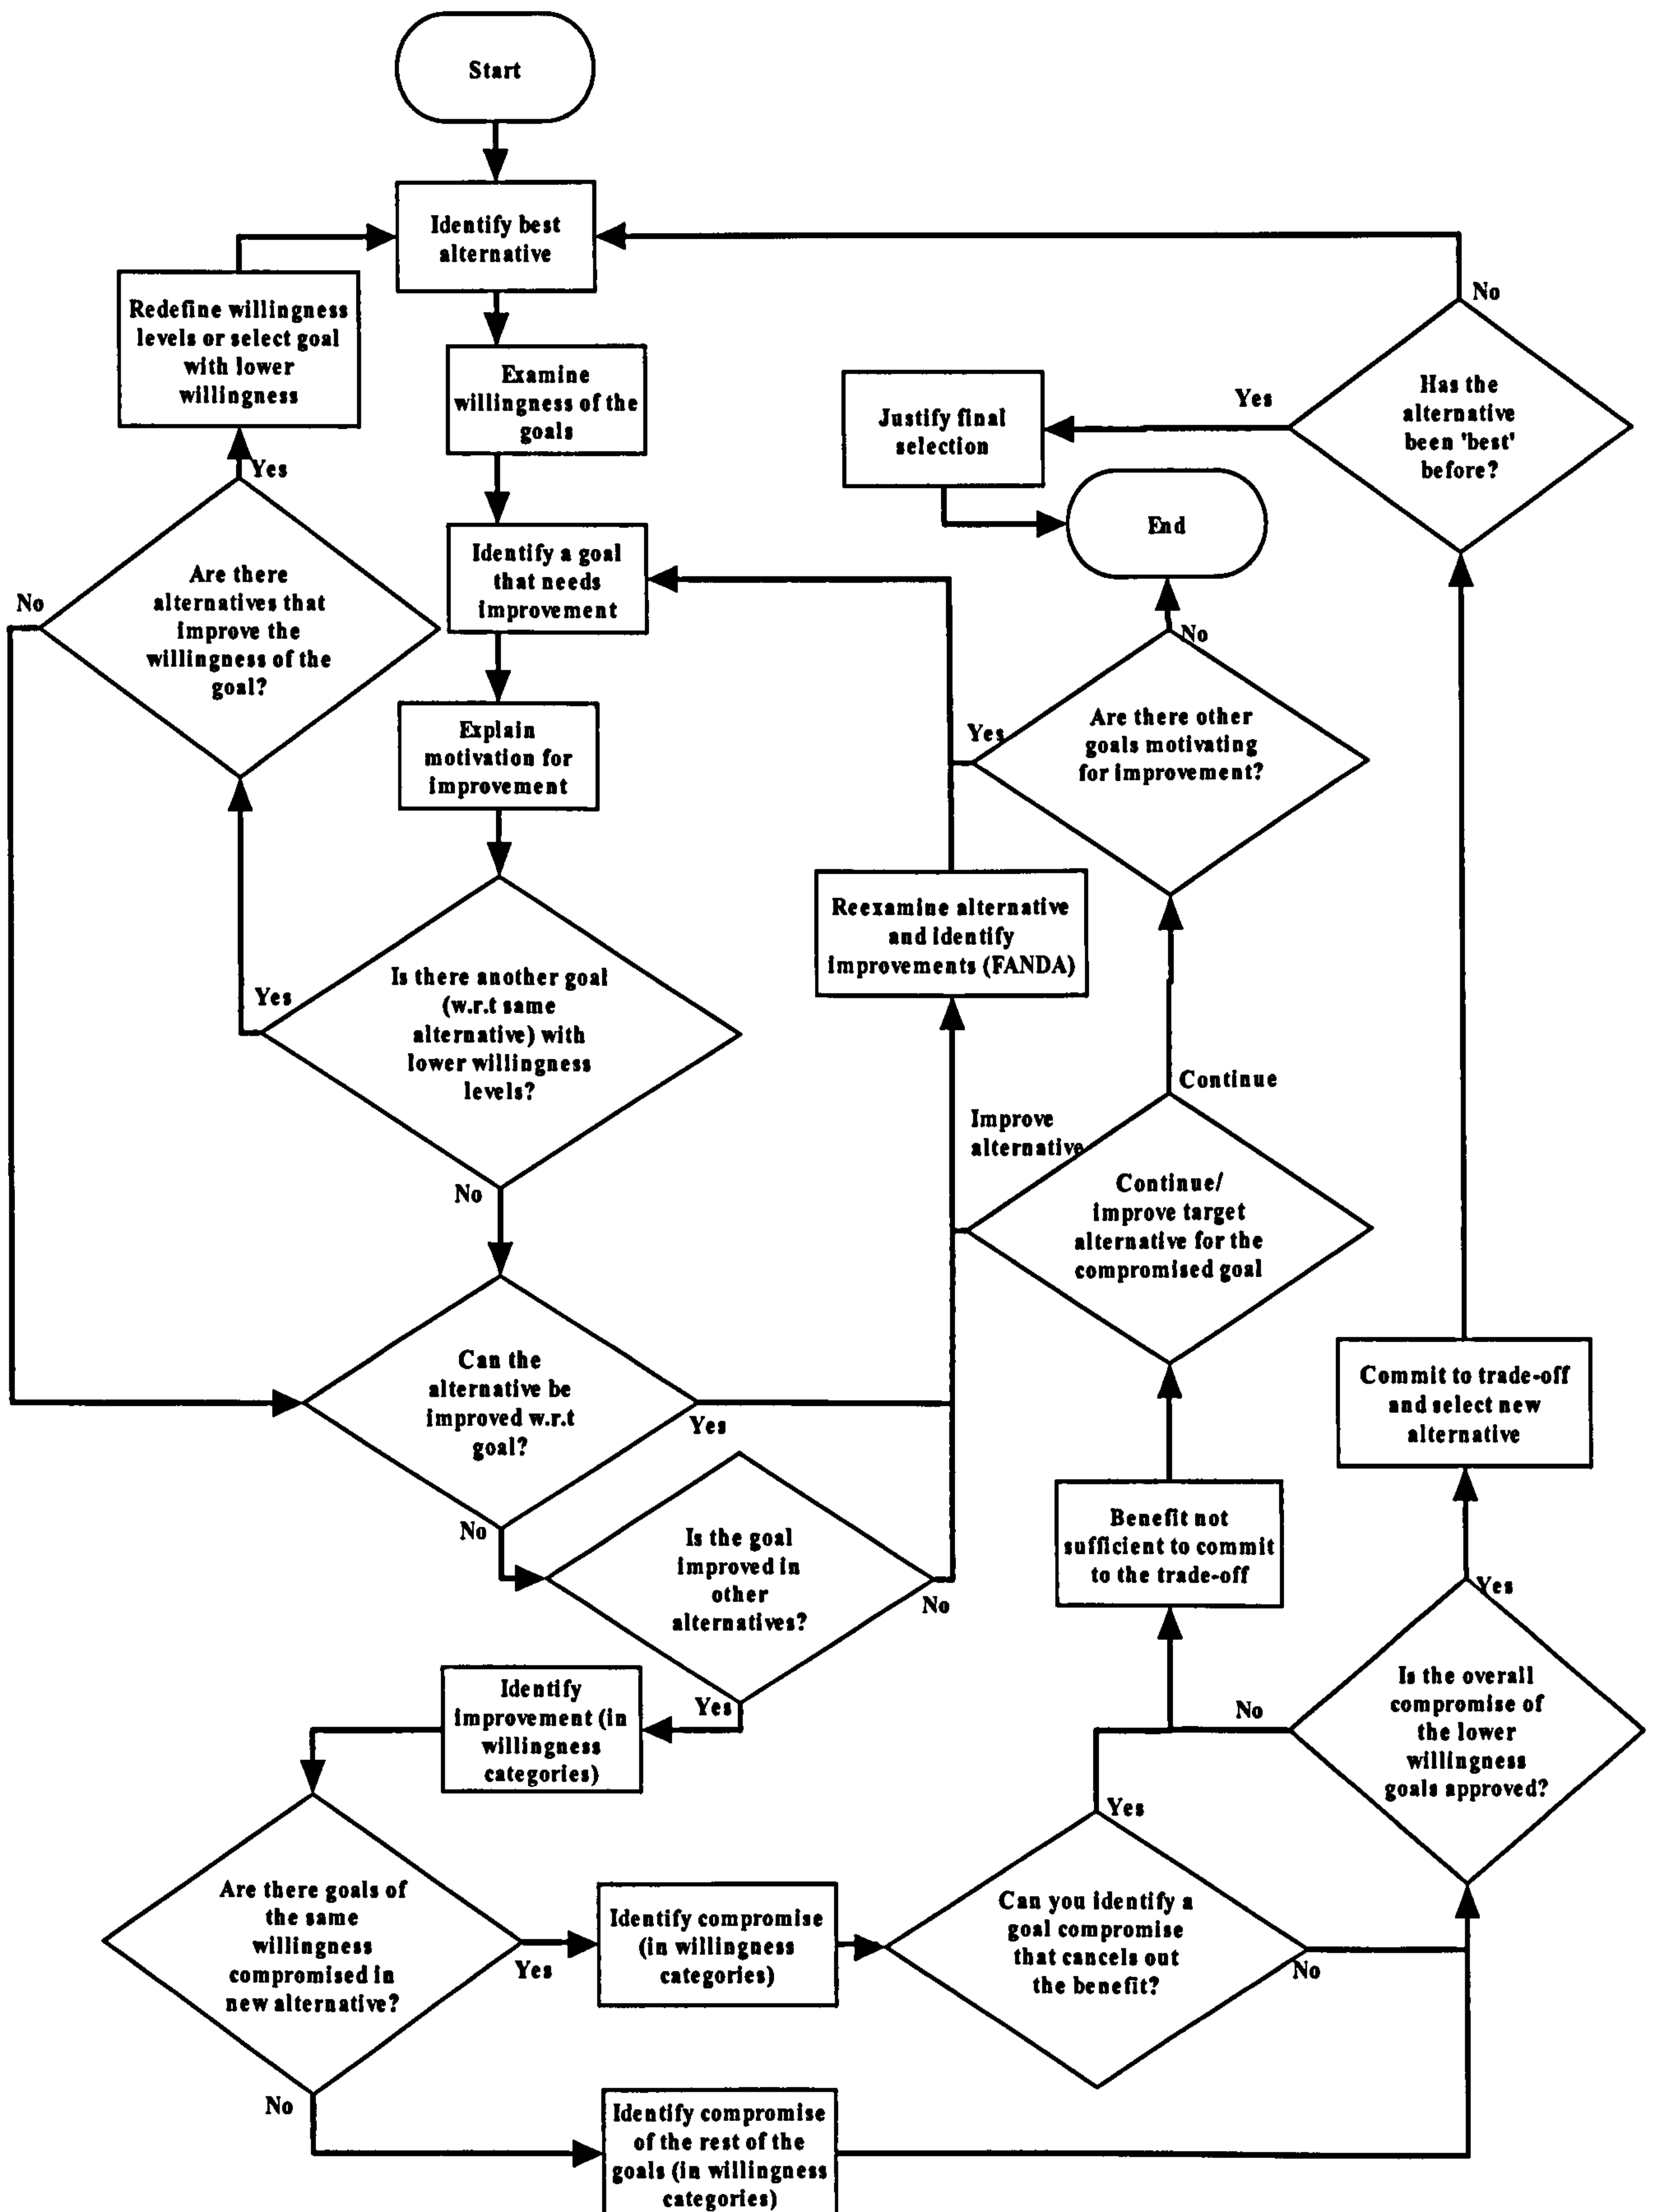 Start
Identify best
alternative
Redefine willingness
levels or select goal
with lower
willingness
Examine
willingness of the
goals
Justify final
selection
Yes
No
Has the
alternative
been 'best'
before?
Yes
End
Identify a goal
that needs
improvement
No
Are there
alternatives that
improve the
willingness of the
goal?
No
Explain
motivation for
improvement
Yes
Are there other
goals motivating
for improvement?
Reexamine alternative
and identify
improvements (FANDA)
Yes
Is there another goal
(w.r.t same
alternative) with
lower willingness
levels?
No
Continue
Improve
alternative
Continue/
improve target
alternative for the
compromised goal
Can the
alternative be
improved w.r.t
goal?
Yes
No
Commit to trade-off
and select new
alternative
Is the goal
improved in
other
alternatives?
No
Yes
Benefit not
sufficient to commit
to the trade-off
Yes
Identify
improvement (in
willingness
categories)
No
Is the overall
compromise of
the lower
willingness
goals approved?
Yes
Are there goals of
the same
willingness
compromised in
new alternative?
Yes
Identify compromise
(in willingness
categories)
Can you identify a
goal compromise
that cancels out
the benefit?
No
No
Identify compromise
of the rest of the
goals (in willingness
categories)